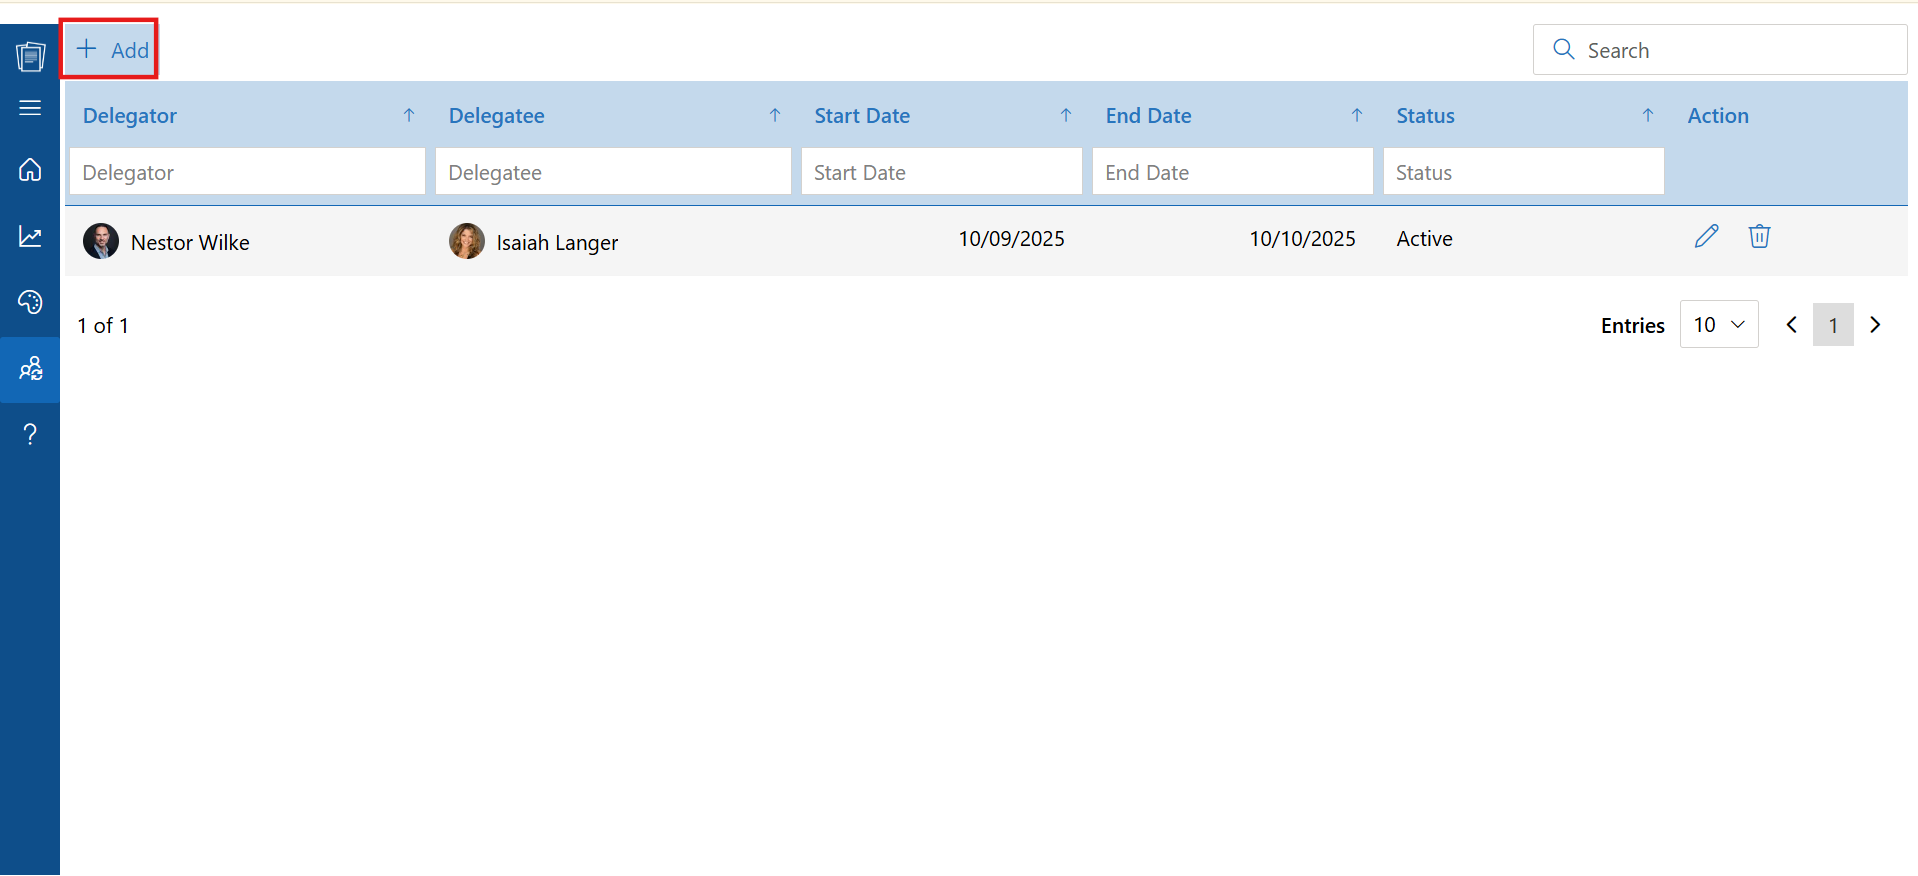 Add
Search
Delegator Delegatee Start Date End Date Status Action
Delegator Delegatee Start Date End Date Status
Nestor Wilke Isaiah Langer 10/09/2025 10/10/2025 Active
1 of 1 Entries 10 1